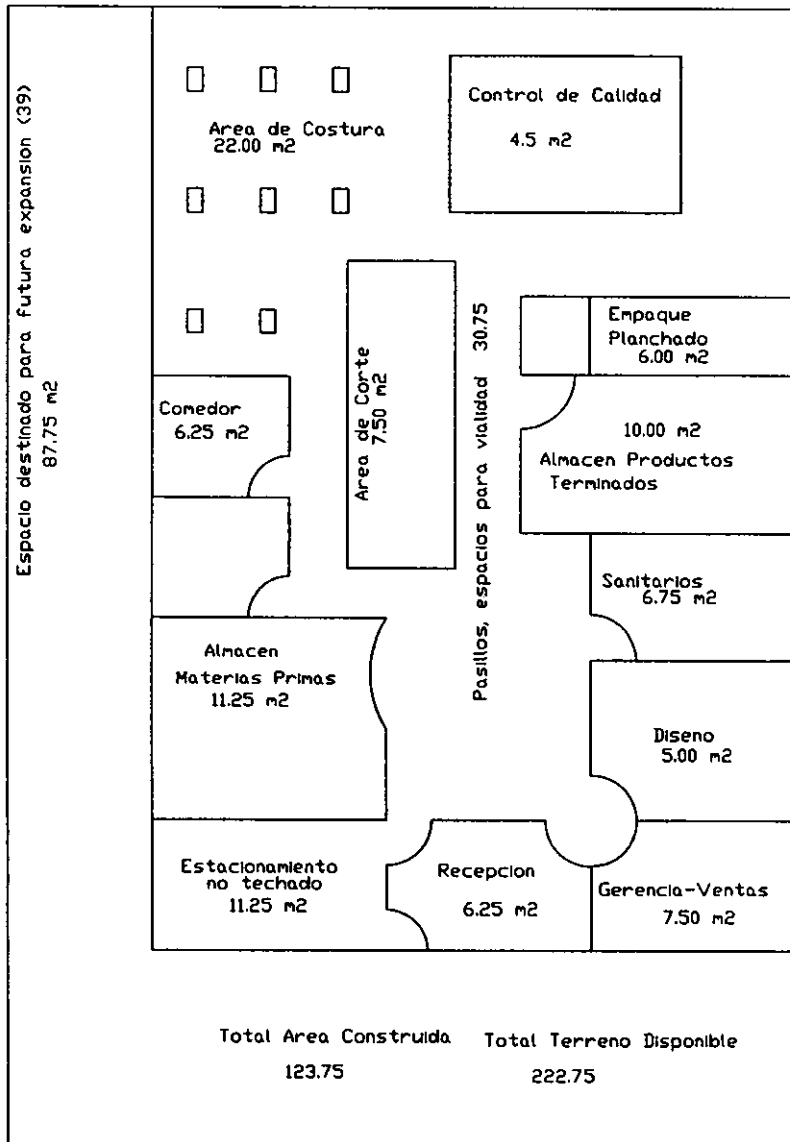 Espacio destinado para futura expansion (39)
87.75 m2
Area de Costura
22.00 m2
Control de Calidad
4.5 m2
Area de Corte
7.50 m2
Pasillos, espacios para vialidad 30.75
Empaque
Planchado
6.00 m2
Comedor
6.25 m2
10.00 m2
Almacen Productos
Terminados
Sanitarios
6.75 m2
Almacen
Materias Primas
11.25 m2
Diseno
5.00 m2
Estacionamiento
no techado
11.25 m2
Recepcion
6.25 m2
Gerencia-Ventas
7.50 m2
Total Area Construida
123.75
Total Terreno Disponible
222.75